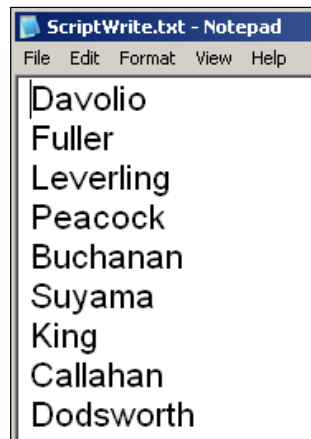 ScriptWrite.txt - Notepad
File Edit Format View Help
Davolio
Fuller
Leverling
Peacock
Buchanan
Suyama
King
Callahan
Dodsworth